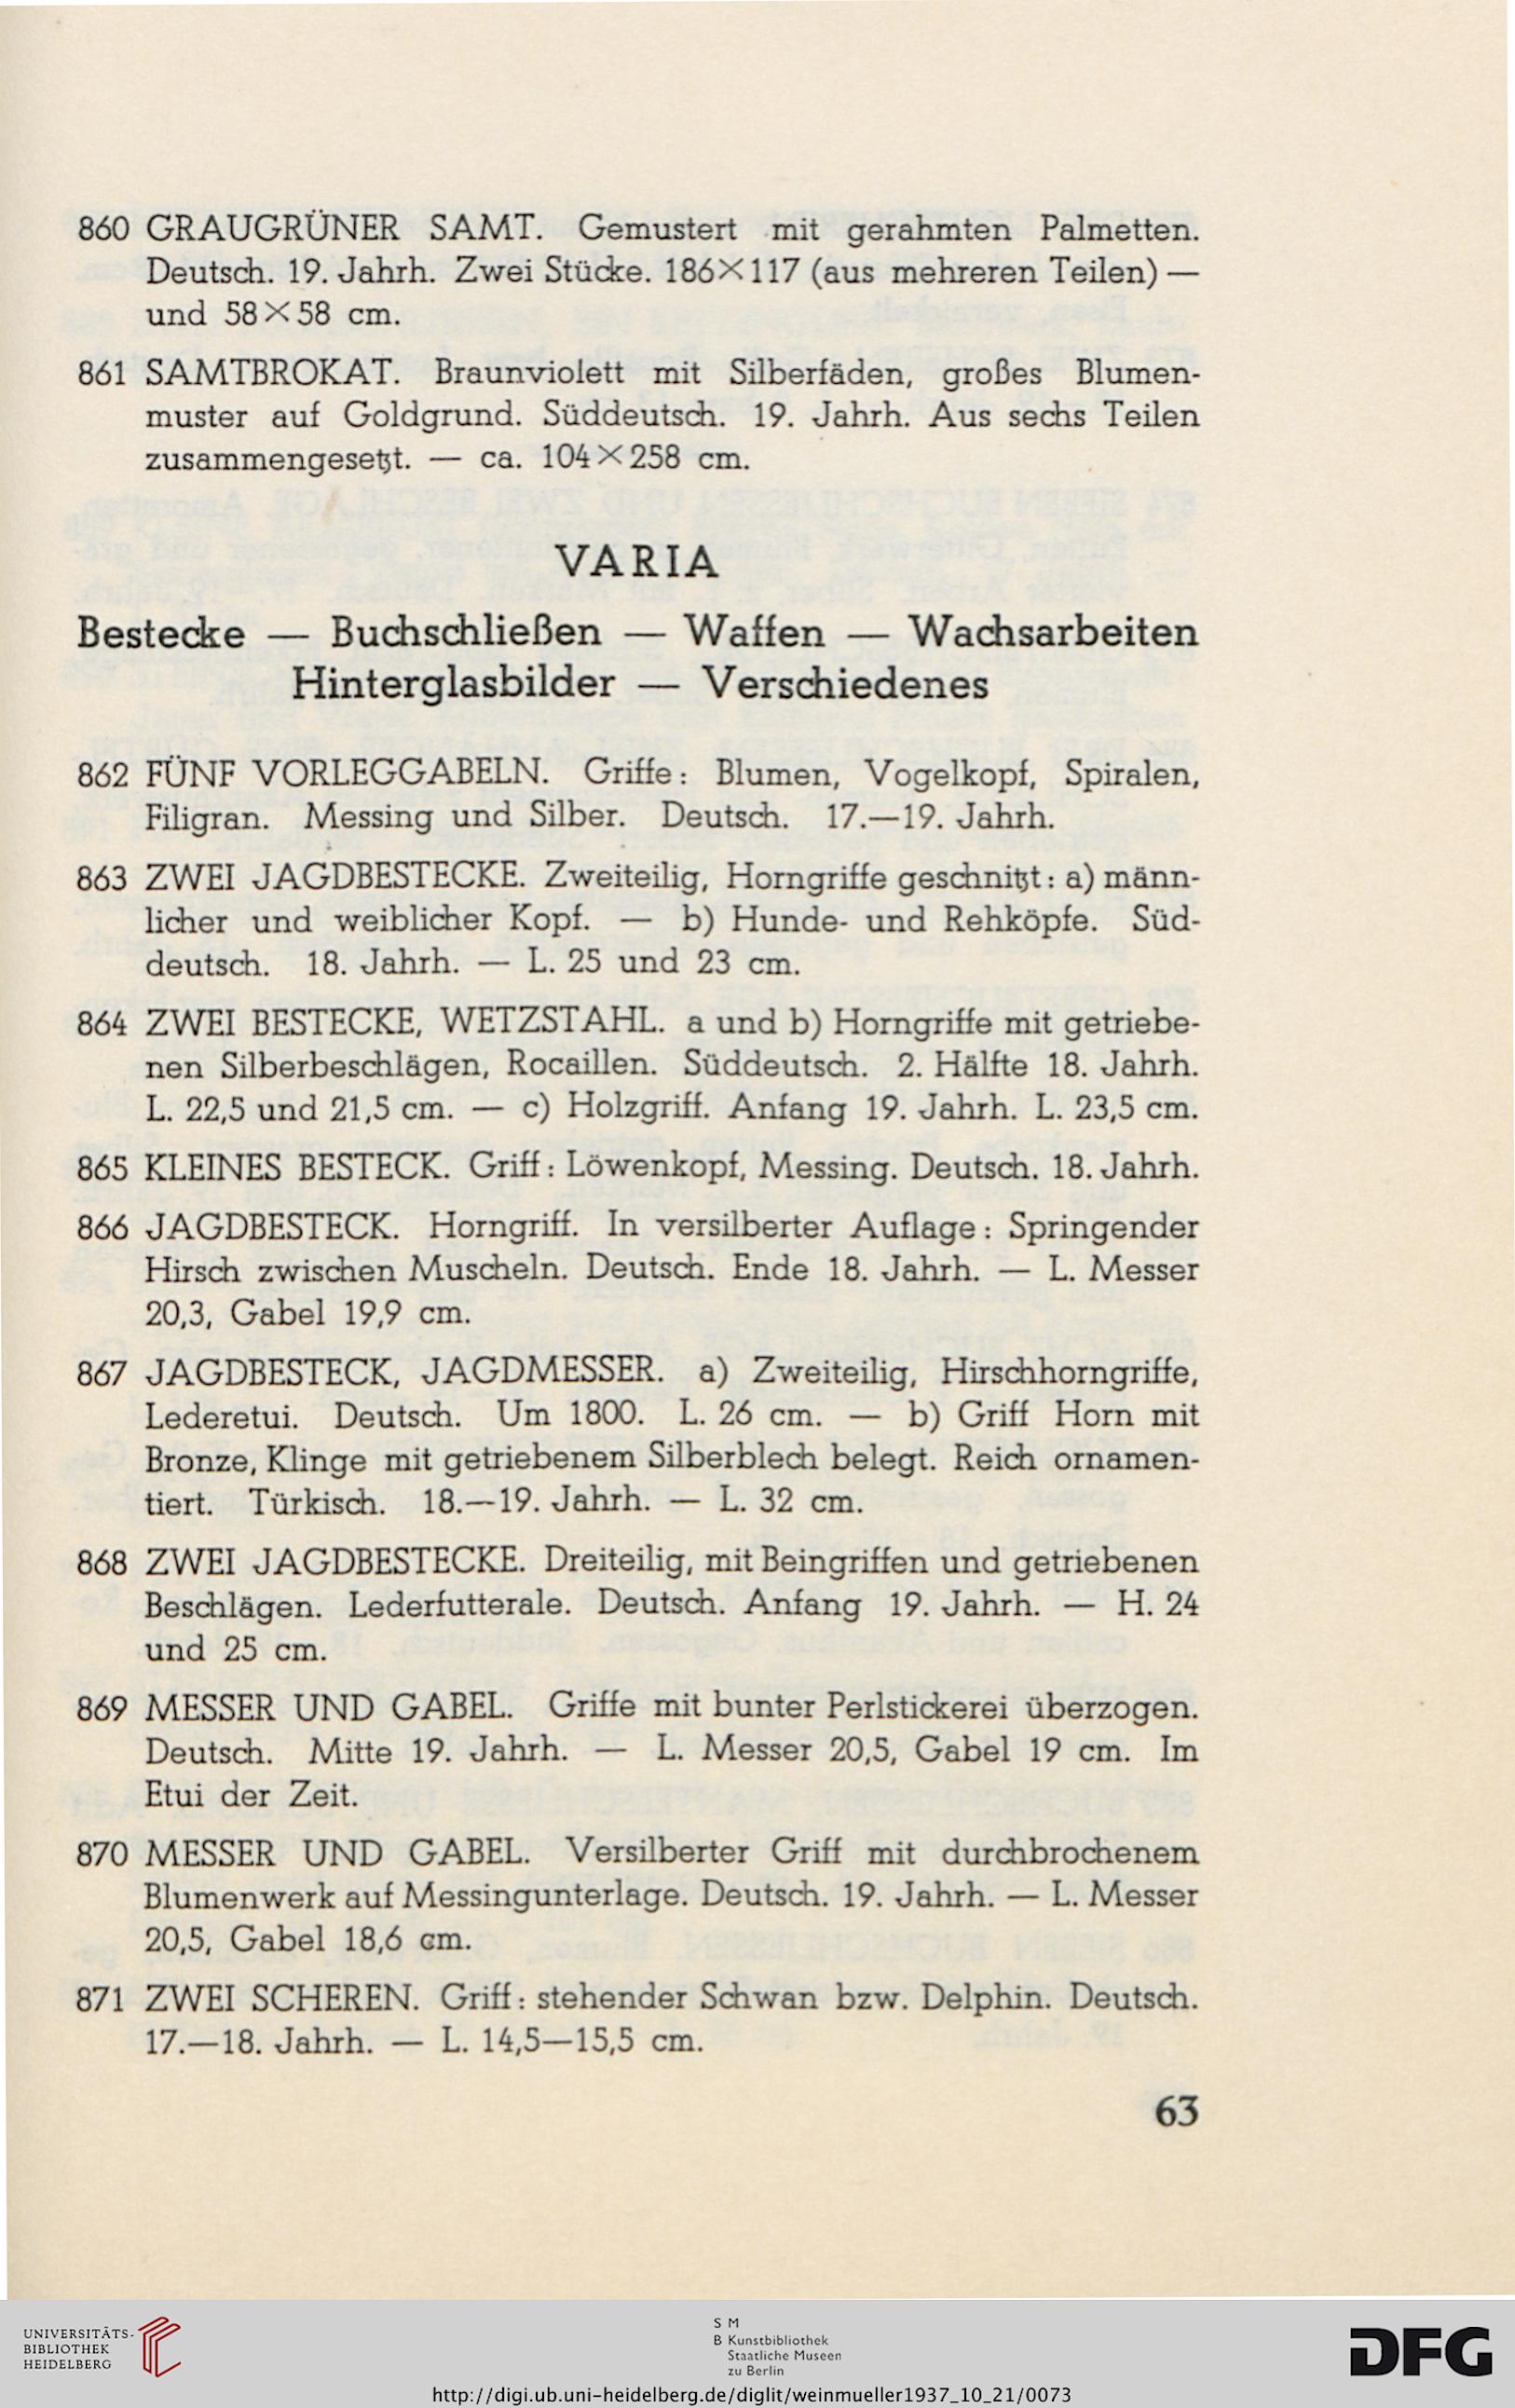 860 GRAUGRÜNER SAMT. Gemustert mit gerahmten Palmetten.
Deutsch. 19. Jahrh. Zwei Stücke. 186×117 (aus mehreren Teilen) —
und 58×58 cm.
861 SAMTBROKAT. Braunviolett mit Silberfäden, großes Blumen-
muster auf Goldgrund. Süddeutsch. 19. Jahrh. Aus sechs Teilen
zusammengesetzt. — ca. 104×258 cm.
VARIA
Bestecke — Buchschließen — Waffen — Wachsarbeiten
Hinterglasbilder — Verschiedenes
862 FÜNF VORLEGGABELN. Griffe: Blumen, Vogelkopf, Spiralen,
Filigran. Messing und Silber. Deutsch. 17.—19. Jahrh.
863 ZWEI JAGDBESTECKE. Zweiteilig, Horngriffe geschnitzt: a) männ-
licher und weiblicher Kopf. — b) Hunde- und Rehköpfe. Süd-
deutsch. 18. Jahrh. — L. 25 und 23 cm.
864 ZWEI BESTECKE, WETZSTAHL. a und b) Horngriffe mit getriebe-
nen Silberbeschlägen, Rocaillen. Süddeutsch. 2. Hälfte 18. Jahrh.
L. 22,5 und 21,5 cm. — c) Holzgriff. Anfang 19. Jahrh. L. 23,5 cm.
865 KLEINES BESTECK. Griff: Löwenkopf, Messing. Deutsch. 18. Jahrh.
866 JAGDBESTECK. Horngriff. In versilberter Auflage: Springender
Hirsch zwischen Muscheln. Deutsch. Ende 18. Jahrh. — L. Messer
20,3, Gabel 19,9 cm.
867 JAGDBESTECK, JAGDMESSER. a) Zweiteilig, Hirschhorngriffe,
Lederetui. Deutsch. Um 1800. L. 26 cm. — b) Griff Horn mit
Bronze, Klinge mit getriebenem Silberblech belegt. Reich ornamen-
tiert. Türkisch. 18.—19. Jahrh. — L. 32 cm.
868 ZWEI JAGDBESTECKE. Dreiteilig, mit Beingriffen und getriebenen
Beschlägen. Lederfutterale. Deutsch. Anfang 19. Jahrh. — H. 24
und 25 cm.
869 MESSER UND GABEL. Griffe mit bunter Perlstickerei überzogen.
Deutsch. Mitte 19. Jahrh. — L. Messer 20,5, Gabel 19 cm. Im
Etui der Zeit.
870 MESSER UND GABEL. Versilberter Griff mit durchbrochenem
Blumenwerk auf Messingunterlage. Deutsch. 19. Jahrh. — L. Messer
20,5, Gabel 18,6 cm.
871 ZWEI SCHEREN. Griff: stehender Schwan bzw. Delphin. Deutsch.
17.—18. Jahrh. — L. 14,5—15,5 cm.
63
UNIVERSITÄTS-
BIBLIOTHEK
HEIDELBERG
S M
B Kunstbibliothek
Staatliche Museen
zu Berlin
DFG
http://digi.ub.uni-heidelberg.de/diglit/weinmueller1937_10_21/0073